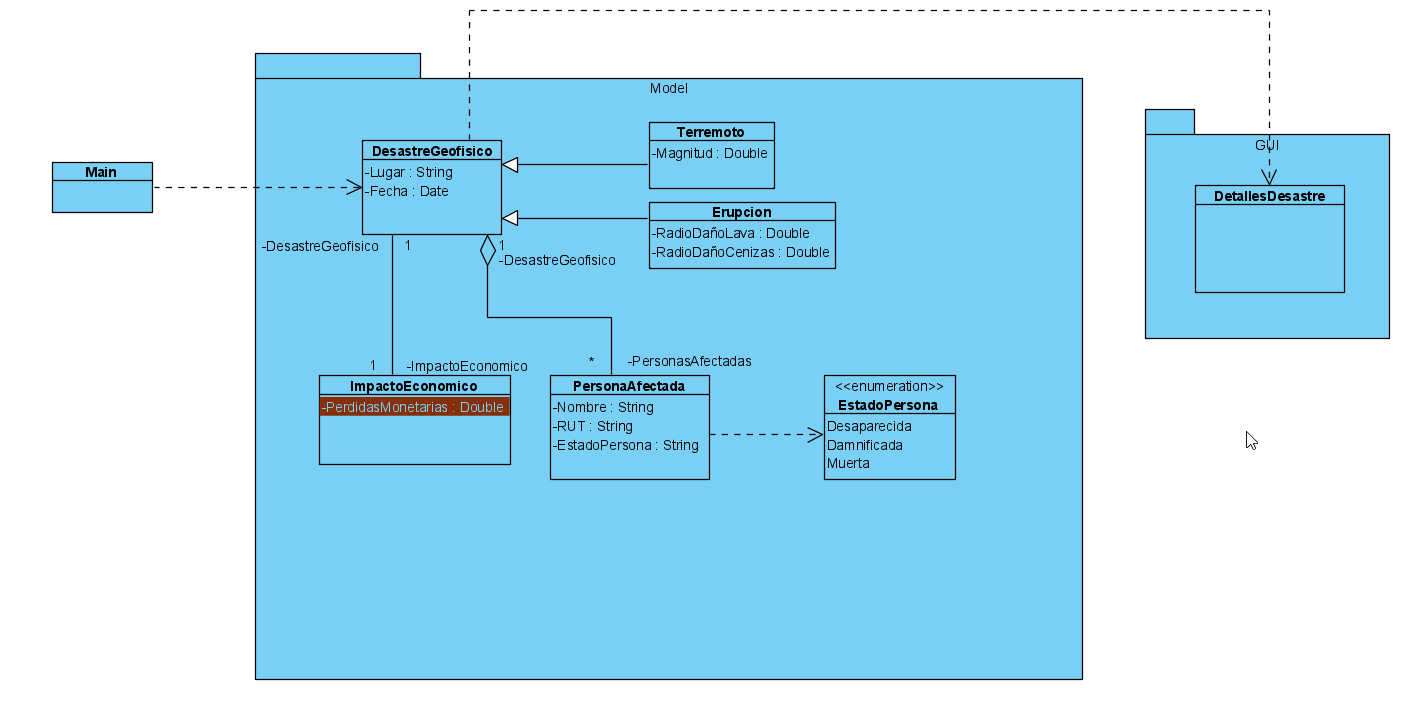 Model
GUI
Main
DesastreGeofisico
-Lugar : String
-Fecha : Date
Terremoto
-Magnitud : Double
Erupcion
-RadioDañoLava : Double
-RadioDañoCenizas : Double
DetallesDesastre
-DesastreGeofisico
1
1
-DesastreGeofisico
1
-ImpactoEconomico
*
-PersonasAfectadas
ImpactoEconomico
-PerdidasMonetarias : Double
PersonaAfectada
-Nombre : String
-RUT : String
-EstadoPersona : String
<<enumeration>>
EstadoPersona
Desaparecida
Damnificada
Muerta